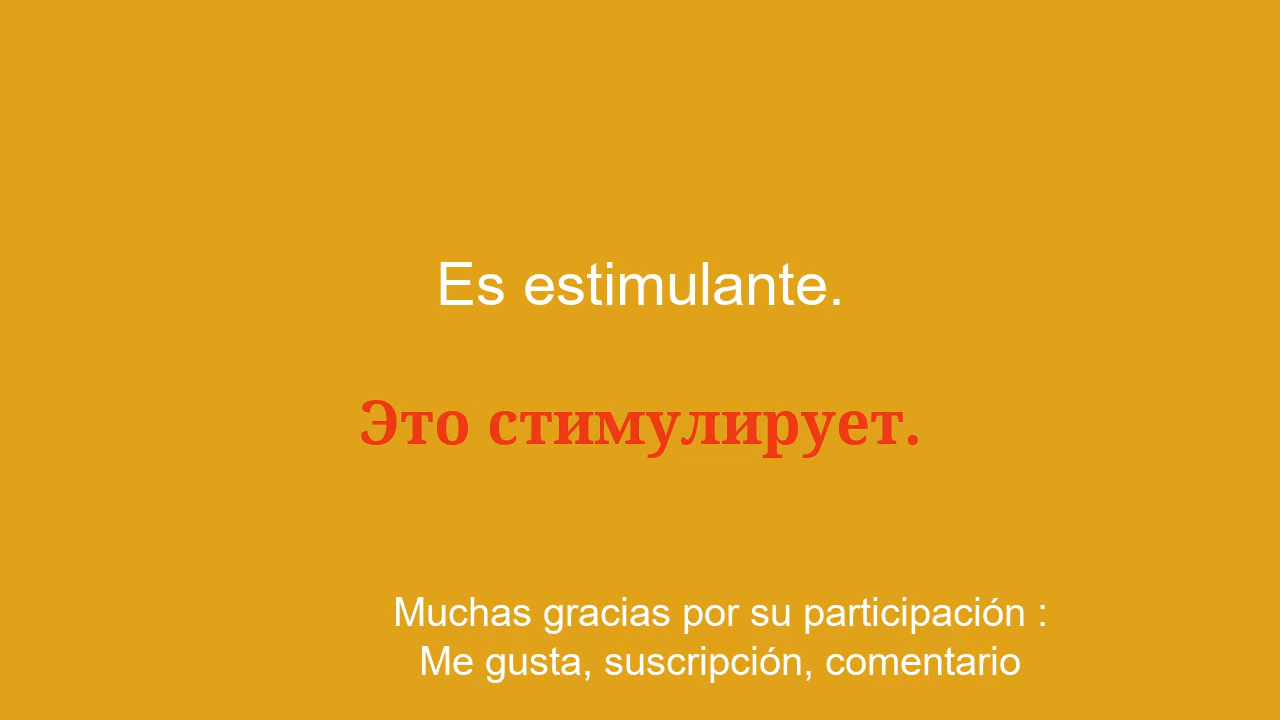 Es estimulante.
Это стимулирует.
Muchas gracias por su participación :
Me gusta, suscripción, comentario